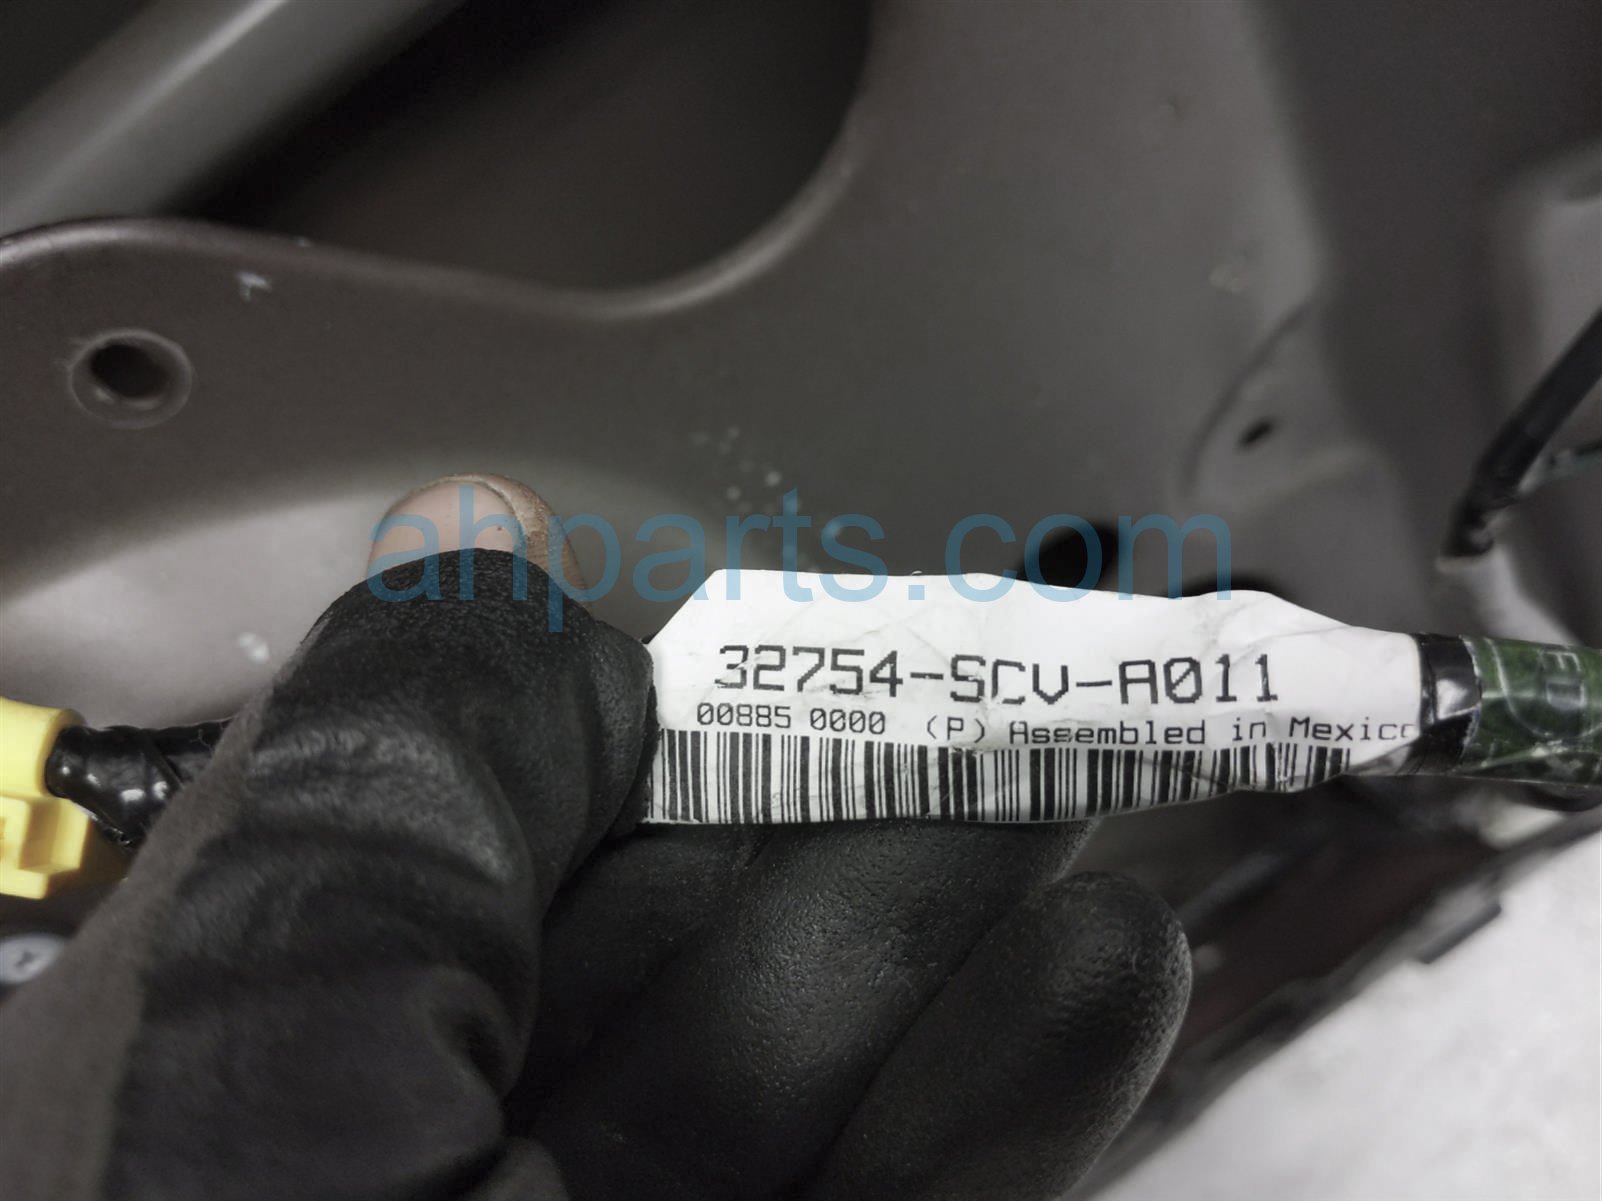 ahparts.com
32754-SCV-A011
00885 0000 (P) Assembled in Mexico